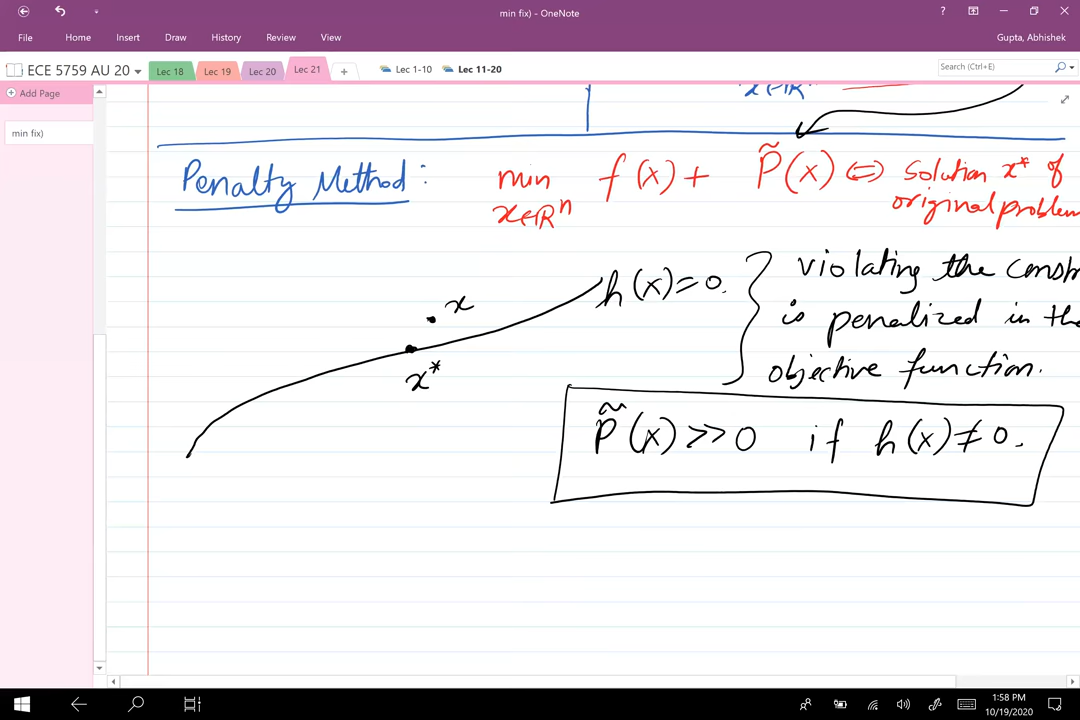 min f(x) - OneNote
?
Gupta, Abhishek
File Home Insert Draw History Review View
ECE 5759 AU 20
Lec 18 Lec 19 Lec 20 Lec 21 + Lec 1-10 Lec 11-20
Search (Ctrl+E)
Add Page
min fix)
x∈ℝ
Penalty Method: min f(x) + P̃(x) ⇔ solution x* of
x∈ℝⁿ original problem
h(x)=0. } violating the constr
x
is penalized in the
x*
objective function.
P̃(x) >> 0 if h(x) ≠ 0.
1:58 PM
10/19/2020